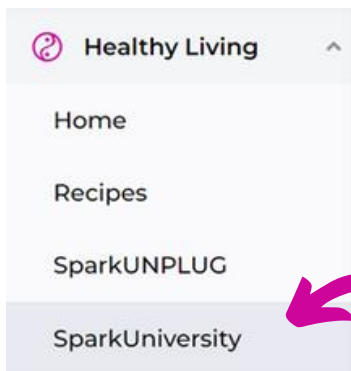 Healthy Living
Home
Recipes
SparkUNPLUG
SparkUniversity